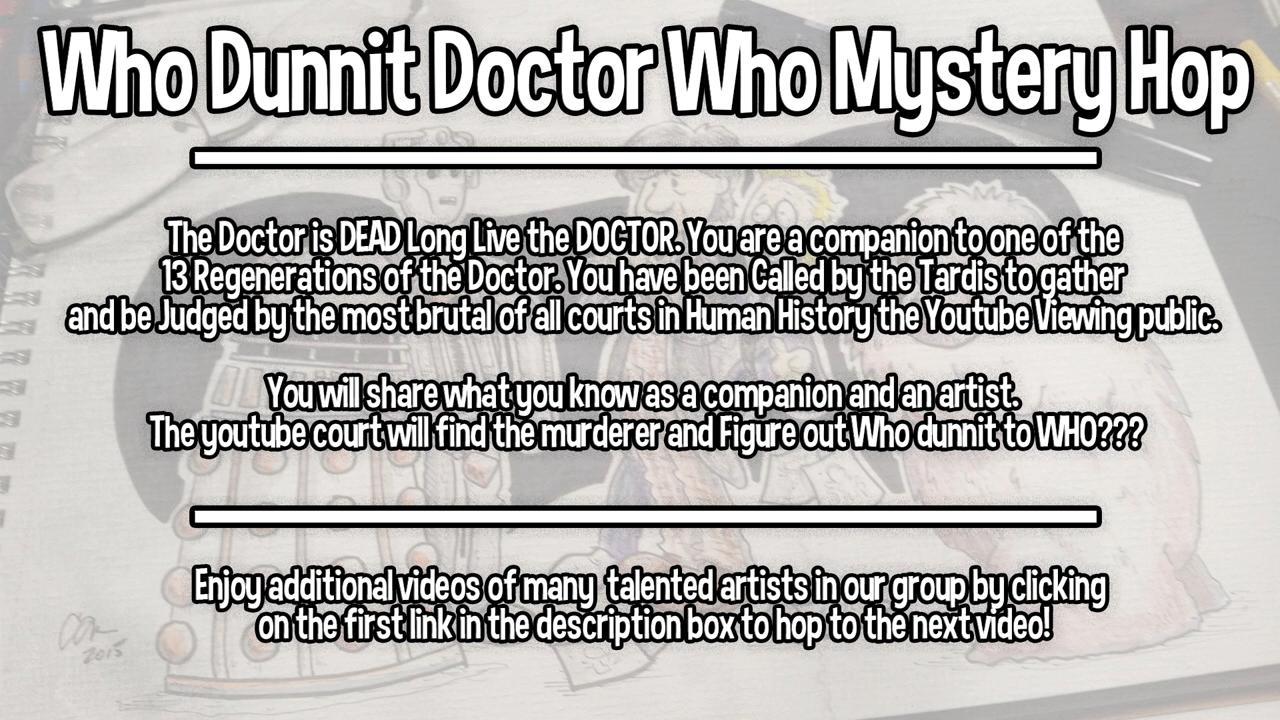 Who Dunnit Doctor Who Mystery Hop
The Doctor is DEAD Long Live the DOCTOR. You are a companion to one of the
13 Regenerations of the Doctor. You have been Called by the Tardis to gather
and be Judged by the most brutal of all courts in Human History the Youtube Viewing public.
You will share what you know as a companion and an artist.
The youtube court will find the murderer and Figure out Who dunnit to WHO???
Enjoy additional videos of many talented artists in our group by clicking
on the first link in the description box to hop to the next video!
2015